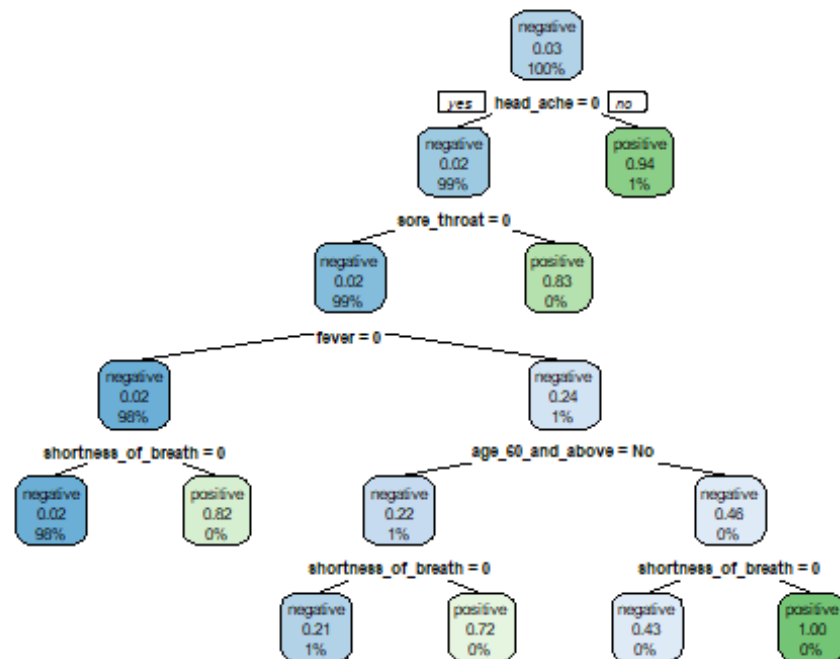 negative
0.03
100%
yes head_ache = 0 no
negative
0.02
99%
positive
0.94
1%
sore_throat = 0
negative
0.02
99%
positive
0.83
0%
fever = 0
negative
0.02
98%
negative
0.24
1%
shortness_of_breath = 0
age_60_and_above = No
negative
0.02
98%
positive
0.82
0%
negative
0.22
1%
negative
0.46
0%
shortness_of_breath = 0
shortness_of_breath = 0
negative
0.21
1%
positive
0.72
0%
negative
0.43
0%
positive
1.00
0%